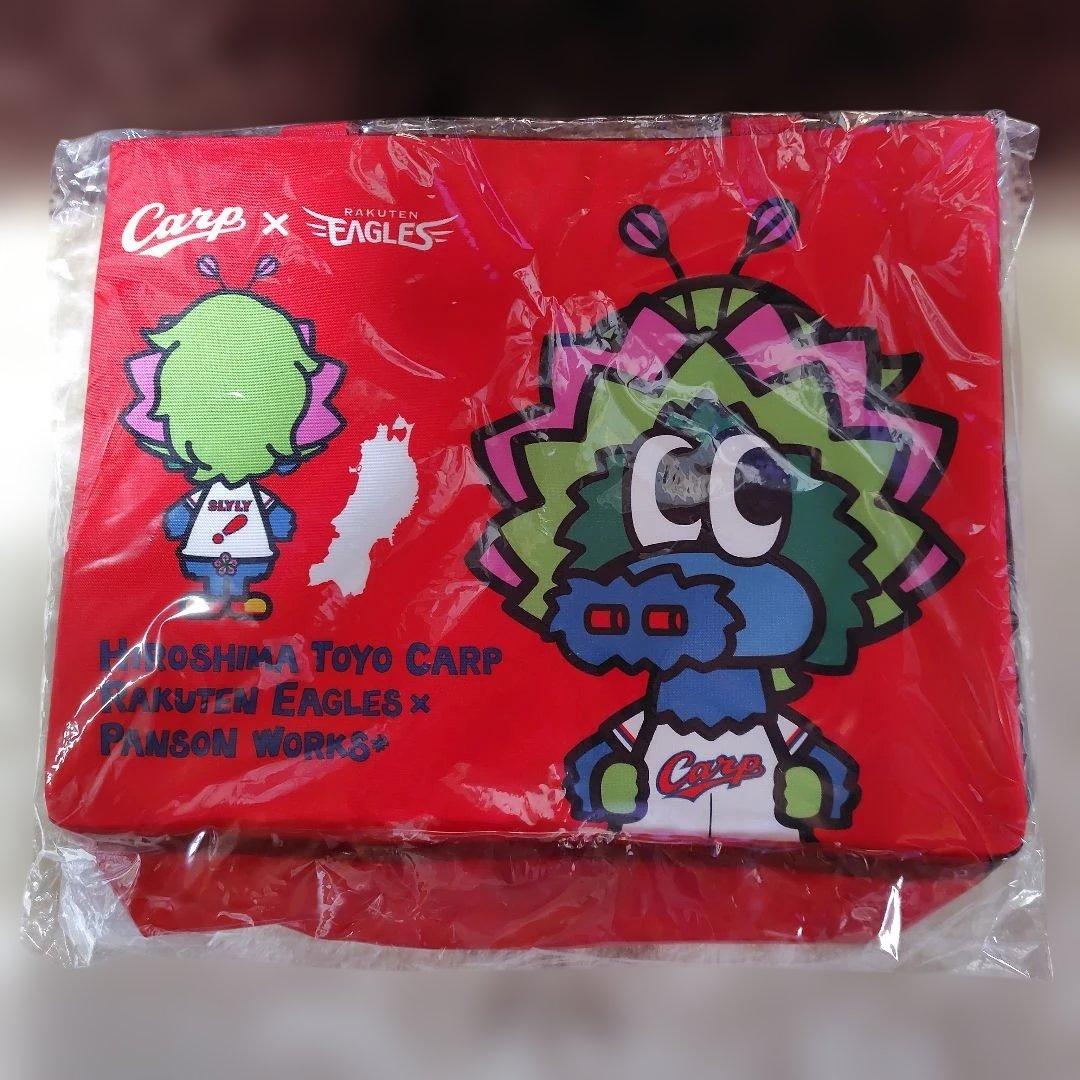 Carp × RAKUTEN EAGLES
SLYLY
!
HIROSHIMA TOYO CARP
RAKUTEN EAGLES ×
PANSON WORKS*
Carp